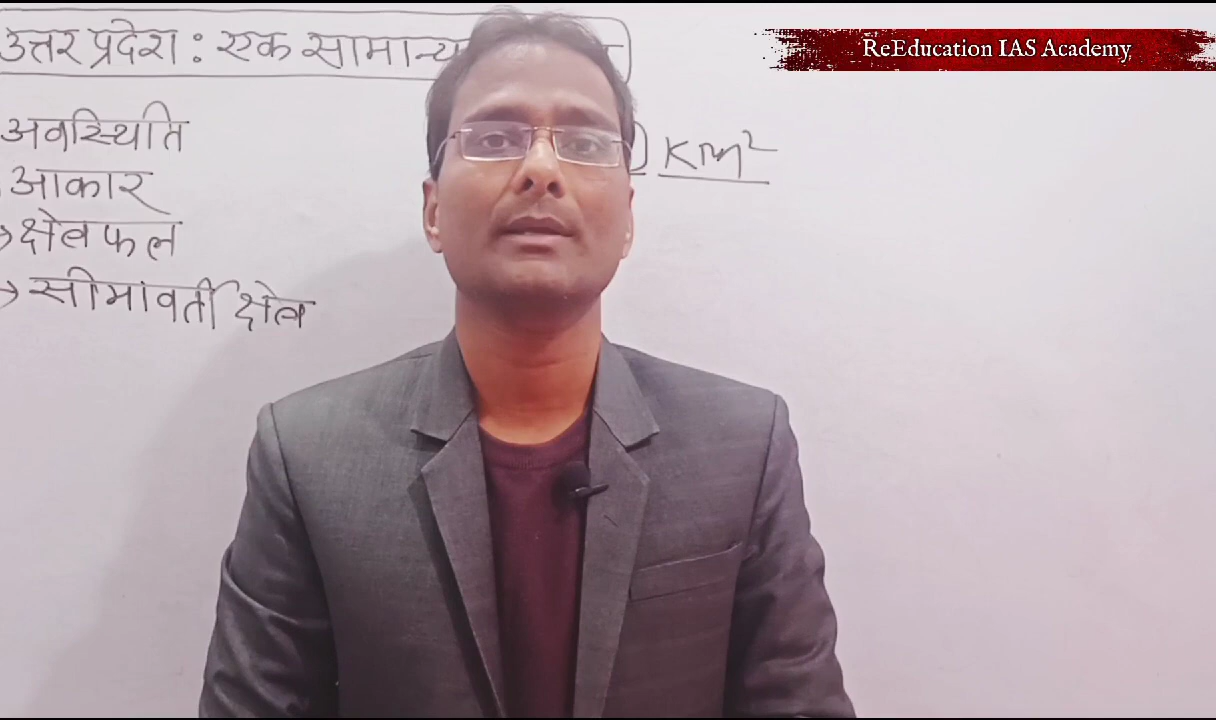 उत्तर प्रदेश : एक सामान्य
ReEducation IAS Academy
अवस्थिति
Km²
आकार
→ क्षेत्रफल
→ सीमावर्ती क्षेत्र